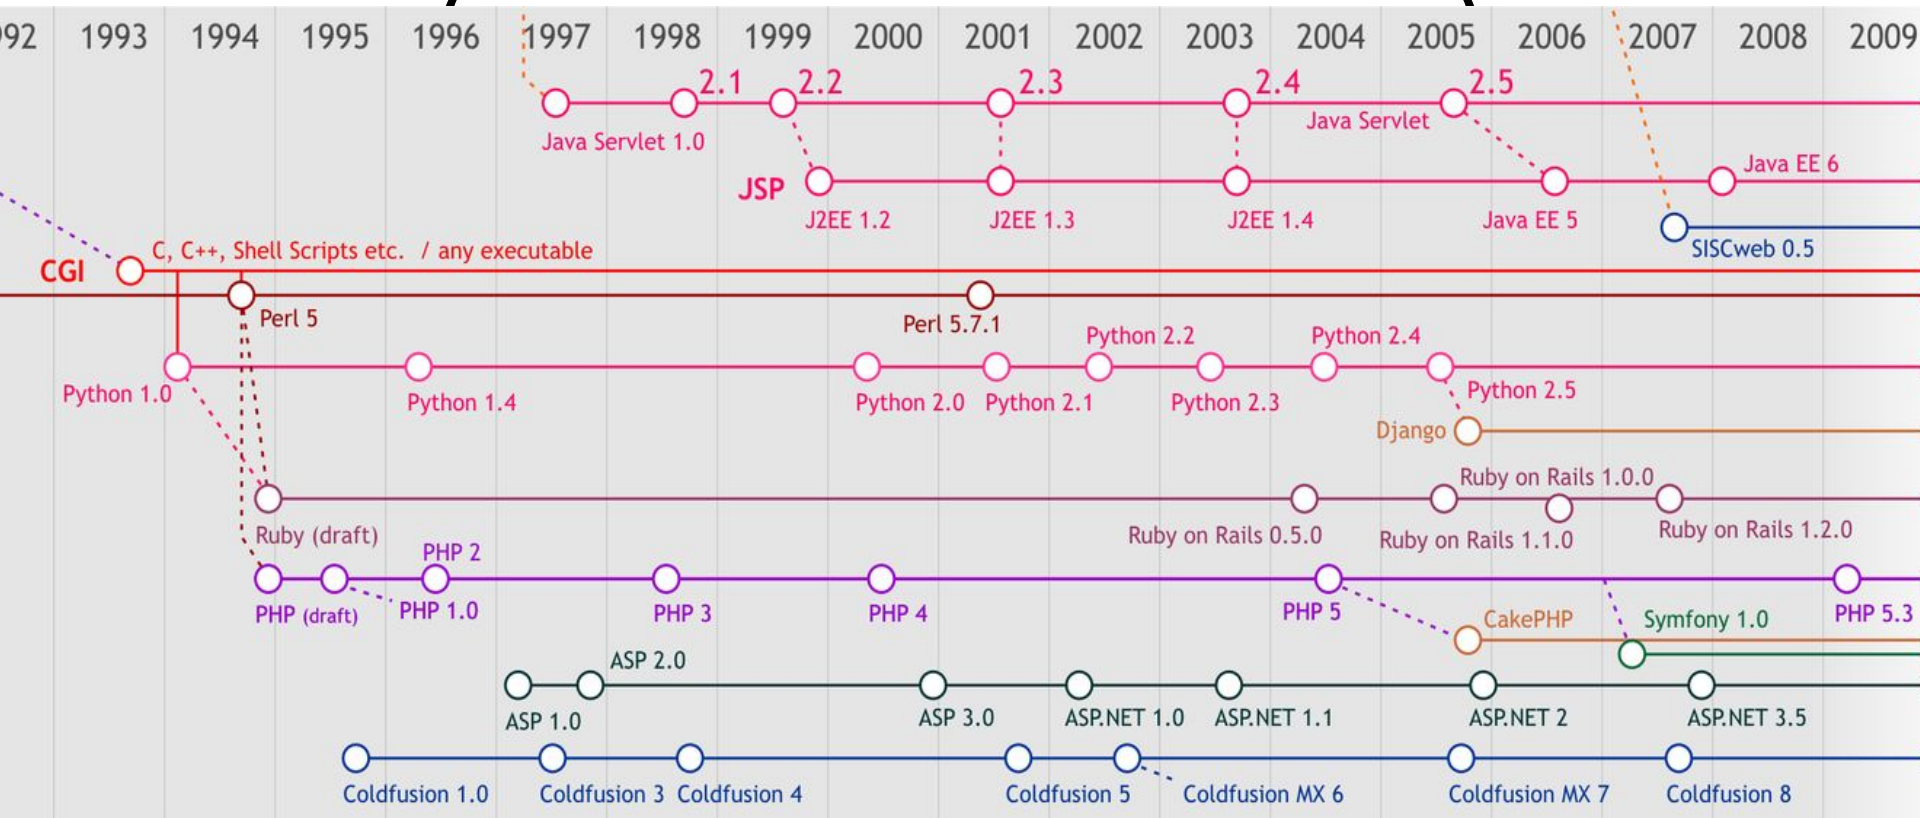 92 1993 1994 1995 1996 1997 1998 1999 2000 2001 2002 2003 2004 2005 2006 2007 2008 2009
2.1 2.2 2.3 2.4 2.5
Java Servlet
Java Servlet 1.0
Java EE 6
JSP
J2EE 1.2 J2EE 1.3 J2EE 1.4 Java EE 5
SISCweb 0.5
C, C++, Shell Scripts etc. / any executable
CGI
Perl 5 Perl 5.7.1
Python 2.2 Python 2.4
Python 1.0 Python 1.4 Python 2.0 Python 2.1 Python 2.3 Python 2.5
Django
Ruby on Rails 1.0.0
Ruby (draft) Ruby on Rails 0.5.0 Ruby on Rails 1.1.0 Ruby on Rails 1.2.0
PHP 2
PHP (draft) PHP 1.0 PHP 3 PHP 4 PHP 5 PHP 5.3
CakePHP Symfony 1.0
ASP 2.0
ASP 1.0 ASP 3.0 ASP.NET 1.0 ASP.NET 1.1 ASP.NET 2 ASP.NET 3.5
Coldfusion 1.0 Coldfusion 3 Coldfusion 4 Coldfusion 5 Coldfusion MX 6 Coldfusion MX 7 Coldfusion 8